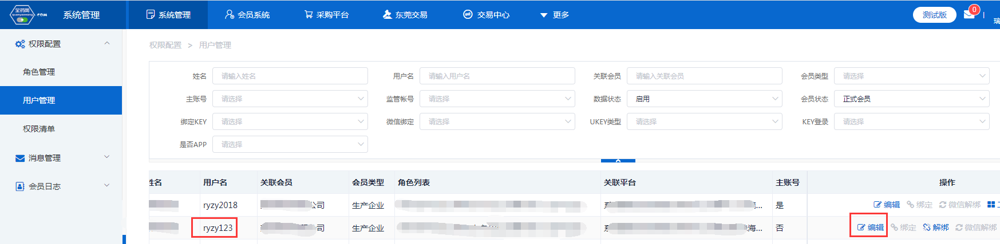 全药网
quanyaowang.COM
系统管理
系统管理 会员系统 采购平台 东莞交易 交易中心 更多
测试版 0
瑞
权限配置
角色管理
用户管理
权限清单
消息管理
会员日志
权限配置 > 用户管理
姓名 请输入姓名 用户名 请输入用户名 关联会员 请输入关联会员 会员类型 请选择
主账号 请选择 监管帐号 请选择 数据状态 启用 会员状态 正式会员
绑定KEY 请选择 微信绑定 请选择 UKEY类型 请选择 KEY登录 请选择
是否APP 请选择
姓名 用户名 关联会员 会员类型 角色列表 关联平台 主账号 操作
ryzy2018 公司 生产企业 ... 是 编辑 绑定 微信解绑
ryzy123 司 生产企业 海... 否 编辑 绑定 解绑 微信解绑